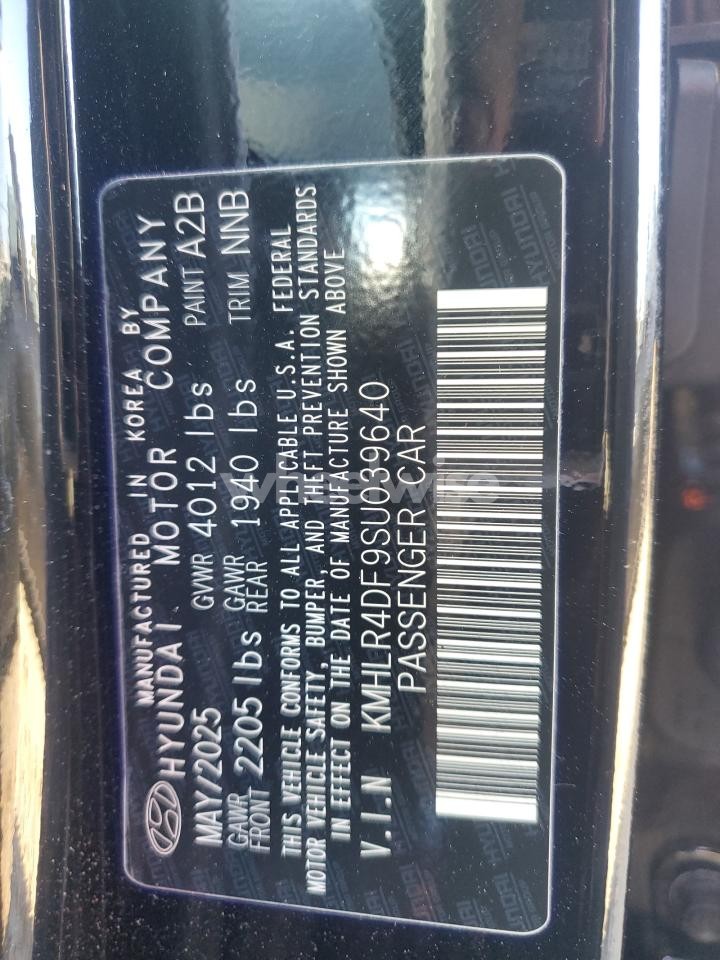 MANUFACTURED IN KOREA BY
HYUNDAI MOTOR COMPANY
MAY/2025 GVWR 4012 lbs PAINT A2B
GAWR FRONT 2205 lbs GAWR REAR 1940 lbs TRIM NNB
THIS VEHICLE CONFORMS TO ALL APPLICABLE U.S.A. FEDERAL
MOTOR VEHICLE SAFETY, BUMPER, AND THEFT PREVENTION STANDARDS
IN EFFECT ON THE DATE OF MANUFACTURE SHOWN ABOVE
V.I.N KMHLR4DF9SU039640
PASSENGER CAR